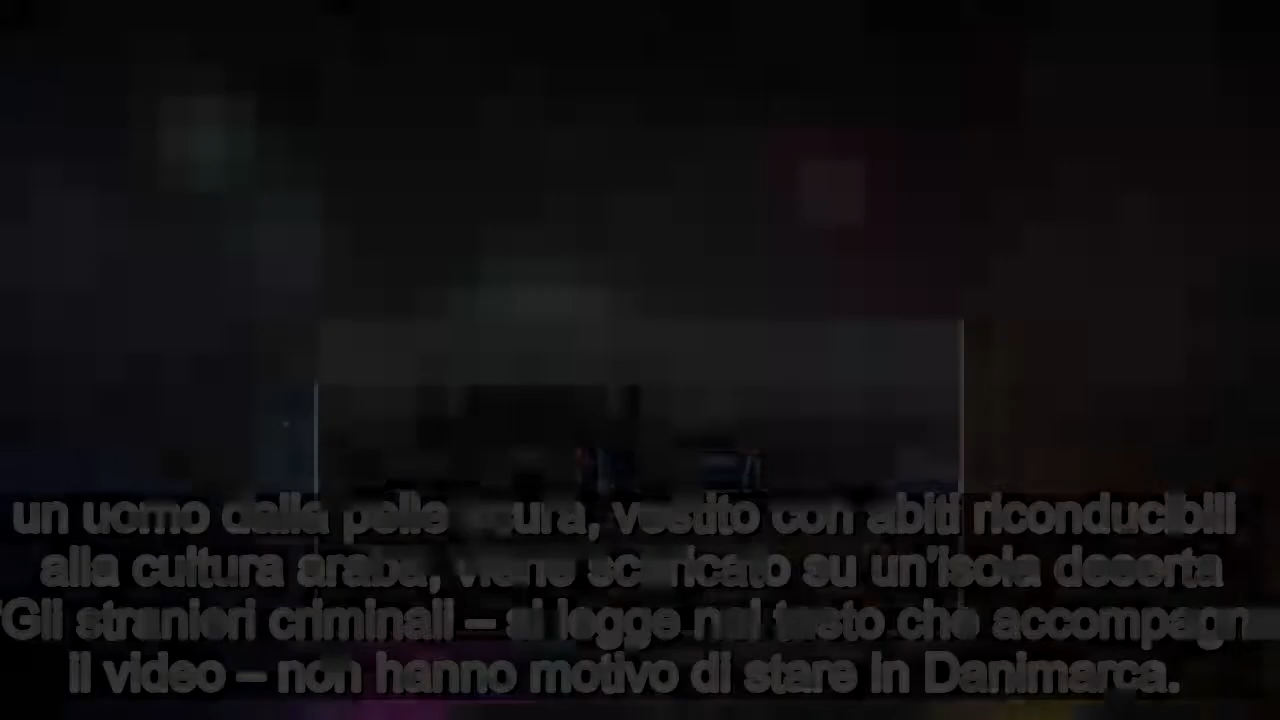 un uomo dalla pelle scura, vestito con abiti riconducibili
alla cultura araba, viene scaricato su un'isola deserta
"Gli stranieri criminali – si legge nel testo che accompagn
il video – non hanno motivo di stare in Danimarca.